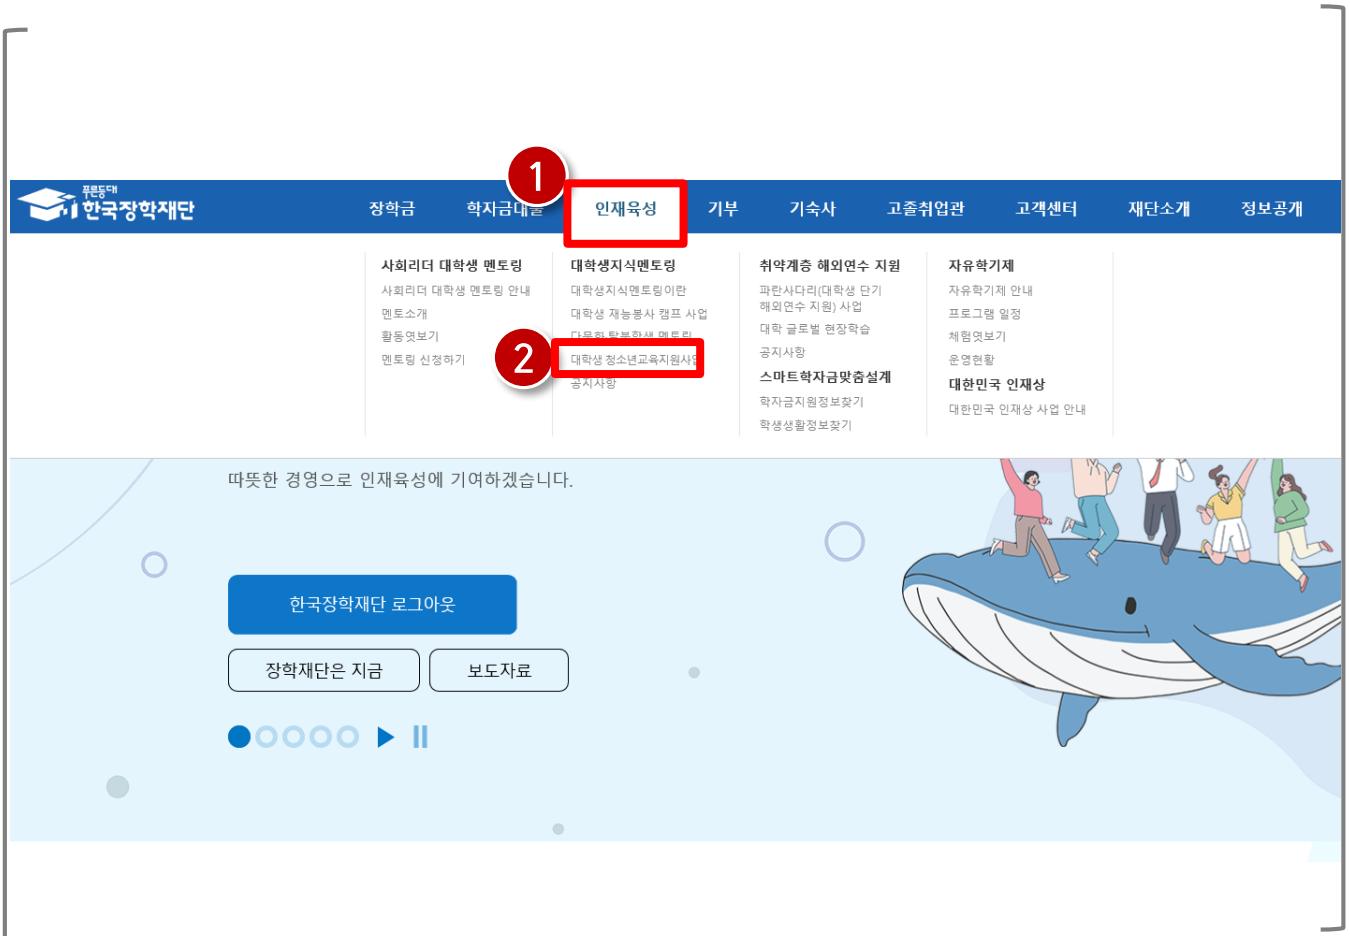 1
푸른등대
한국장학재단
장학금 학자금대출 인재육성 기부 기숙사 고졸취업관 고객센터 재단소개 정보공개
사회리더 대학생 멘토링
사회리더 대학생 멘토링 안내
멘토소개
활동엿보기
멘토링 신청하기
대학생지식멘토링
대학생지식멘토링이란
대학생 재능봉사 캠프 사업
다문화·탈북학생 멘토링
2
대학생 청소년교육지원사업
공지사항
취약계층 해외연수 지원
파란사다리(대학생 단기
해외연수 지원) 사업
대학 글로벌 현장학습
공지사항
스마트학자금맞춤설계
학자금지원정보찾기
학생생활정보찾기
자유학기제
자유학기제 안내
프로그램 일정
체험엿보기
운영현황
대한민국 인재상
대한민국 인재상 사업 안내
따뜻한 경영으로 인재육성에 기여하겠습니다.
한국장학재단 로그아웃
장학재단은 지금
보도자료